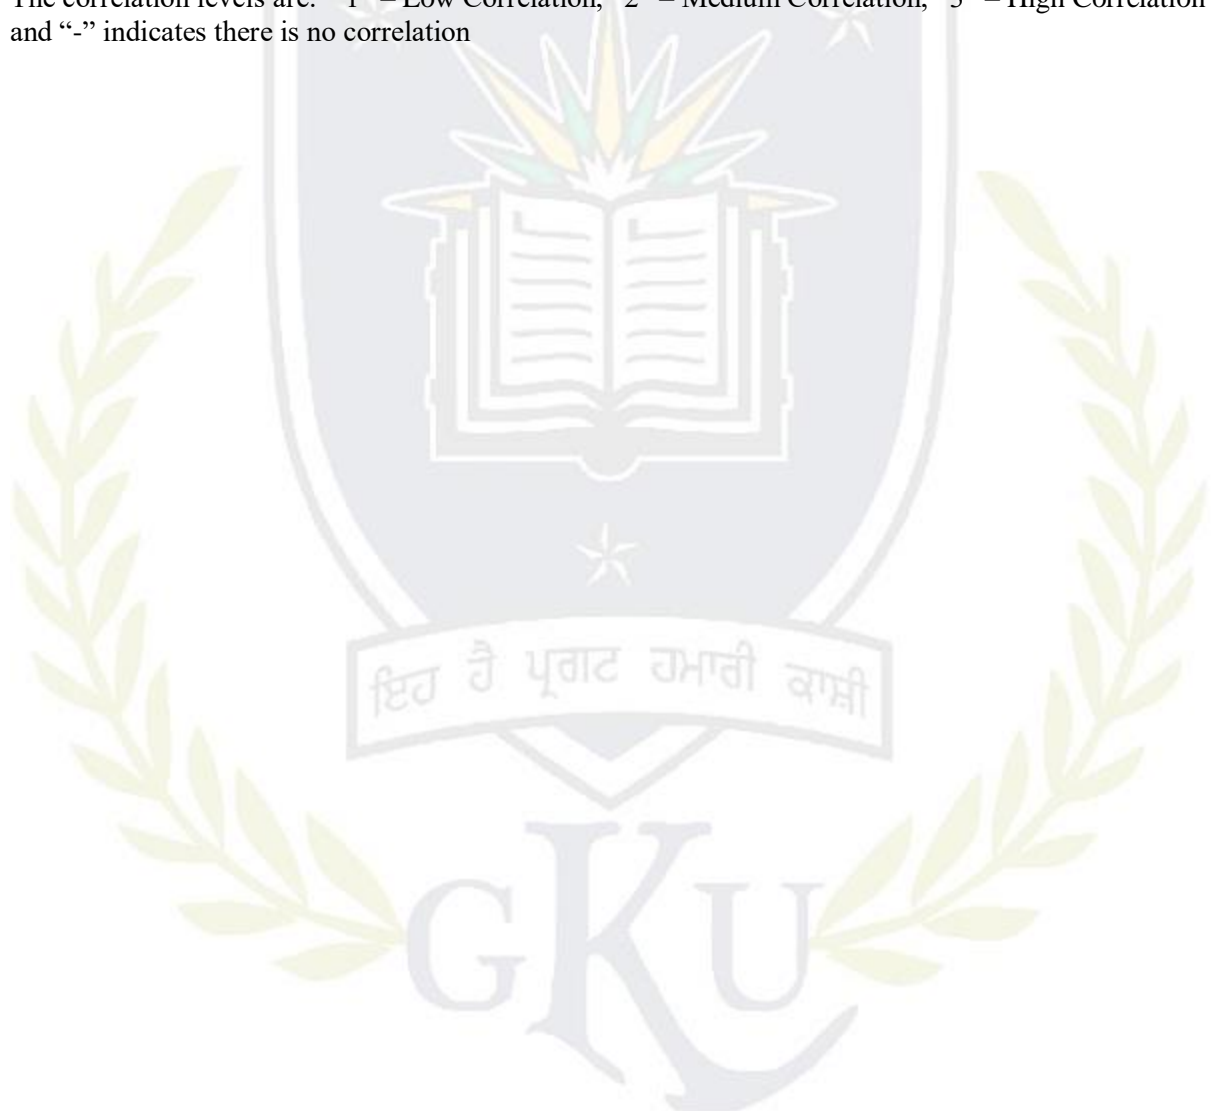 The correlation levels are: “1” – Low Correlation, “2” – Medium Correlation, “3” – High Correlation
and “-” indicates there is no correlation
ਇਹ ਹੈ ਪ੍ਰਗਟ ਹਮਾਰੀ ਕਾਸ਼ੀ
GKU